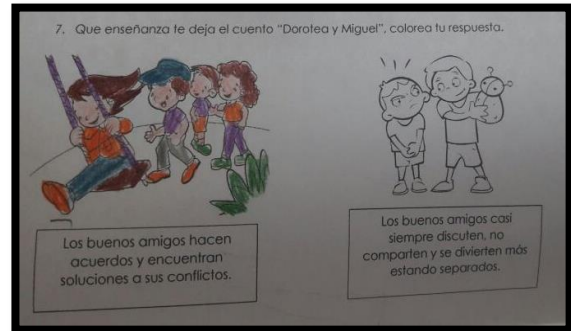 7. Que enseñanza te deja el cuento "Dorotea y Miguel", colorea tu respuesta.
Los buenos amigos hacen
acuerdos y encuentran
soluciones a sus conflictos.
Los buenos amigos casi
siempre discuten, no
comparten y se divierten más
estando separados.